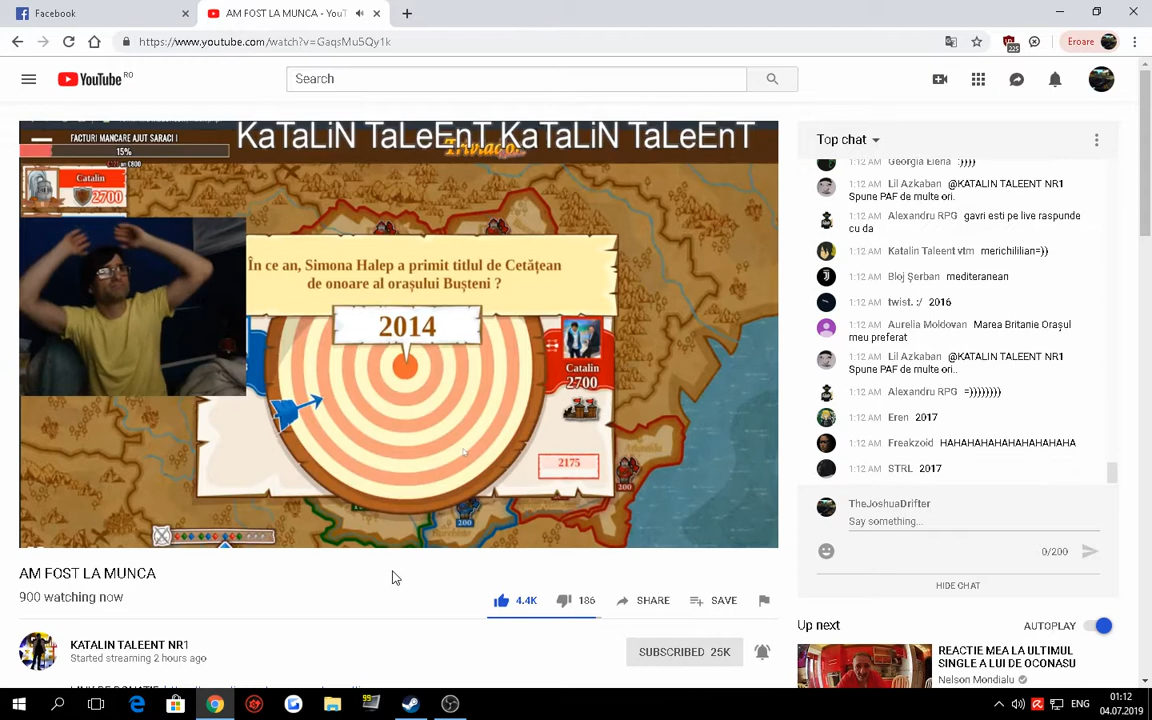 Facebook
AM FOST LA MUNCA - YouT
https://www.youtube.com/watch?v=GaqsMu5Qy1k
225
Eroare
YouTube RO
Search
FACTURI MANCARE AJUT SARACI I
15%
KaTaLiN TaLeEnT KaTaLiN TaLeEnT
Catalin
2700
În ce an, Simona Halep a primit titlul de Cetățean
de onoare al orașului Bușteni ?
2014
Catalin
2700
2175
200
200
Top chat
1:12 AM Georgia Elena :))))
1:12 AM Lil Azkaban @KATALIN TALEENT NR1
Spune PAF de multe ori.
1:12 AM Alexandru RPG gavri esti pe live raspunde
cu da
1:12 AM Katalin Taleent vtm merichililian=))
1:12 AM Bloj Șerban mediteranean
1:12 AM twist. :/ 2016
1:12 AM Aurelia Moldovan Marea Britanie Orașul
meu preferat
1:12 AM Lil Azkaban @KATALIN TALEENT NR1
Spune PAF de multe ori..
1:12 AM Alexandru RPG =))))))))
1:12 AM Eren 2017
1:12 AM Freakzoid HAHAHAHAHAHAHAHAHA
1:12 AM STRL 2017
TheJoshuaDrifter
Say something...
0/200
HIDE CHAT
AM FOST LA MUNCA
900 watching now
4.4K
186
SHARE
SAVE
KATALIN TALEENT NR1
Started streaming 2 hours ago
SUBSCRIBED 25K
Up next
AUTOPLAY
REACTIE MEA LA ULTIMUL
SINGLE A LUI DE OCONASU
Nelson Mondialu
99
ENG
01:12
04.07.2019